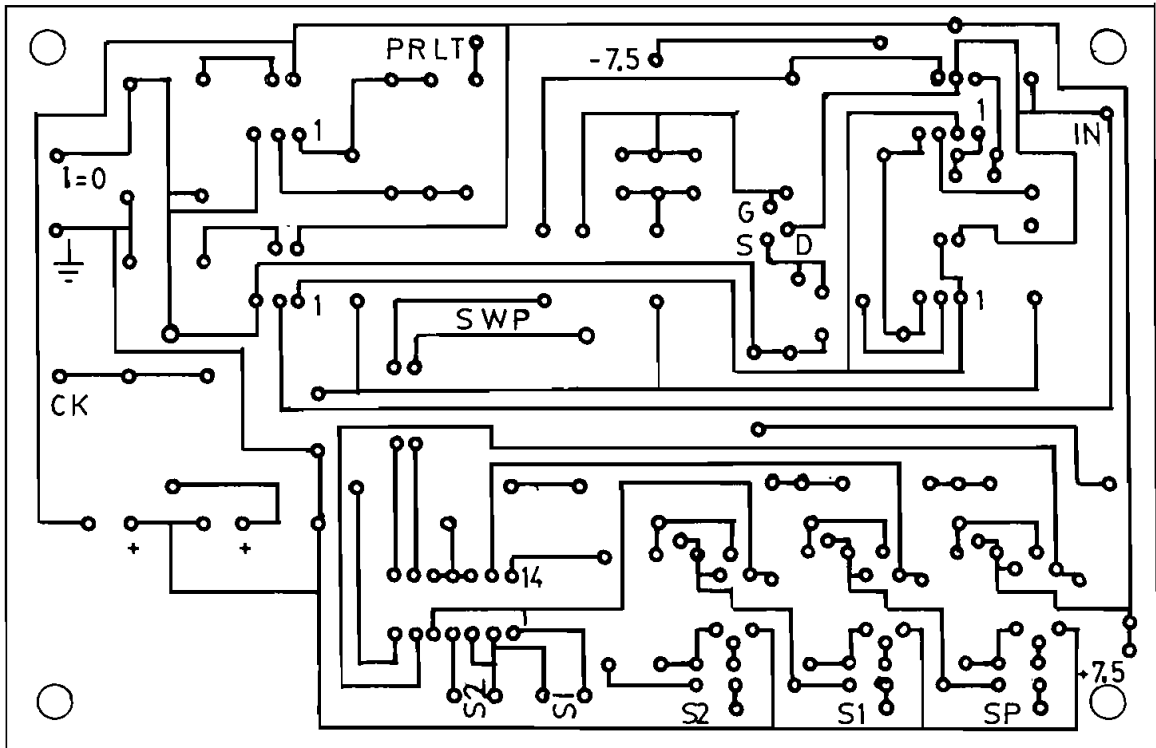 PRLT
-7.5
1
1
IN
I=0
G
S D
1
SWP
1
CK
+ +
14
S2 S1
+7.5
S2 S1 SP